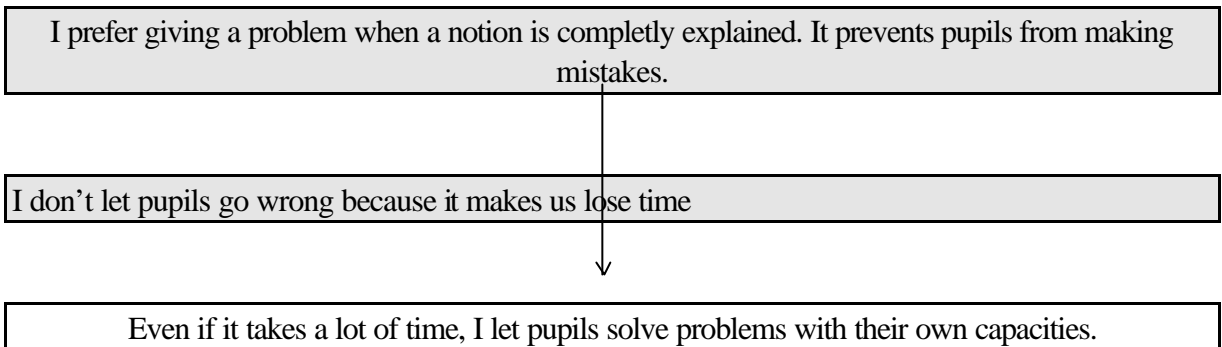 I prefer giving a problem when a notion is completly explained. It prevents pupils from making
mistakes.
I don't let pupils go wrong because it makes us lose time
Even if it takes a lot of time, I let pupils solve problems with their own capacities.